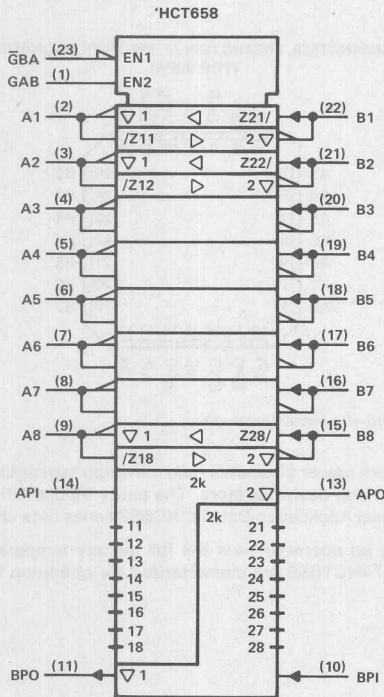 'HCT658
GBA (23) EN1
GAB (1) EN2
A1 (2) ▽ 1 ◁ Z21/ (22) B1
/Z11 ▷ 2 ▽
A2 (3) ▽ 1 ◁ Z22/ (21) B2
/Z12 ▷ 2 ▽
A3 (4) (20) B3
A4 (5) (19) B4
A5 (6) (18) B5
A6 (7) (17) B6
A7 (8) (16) B7
A8 (9) ▽ 1 ◁ Z28/ (15) B8
/Z18 ▷ 2 ▽
API (14) 2k 2 ▽ (13) APO
2k
11 21
12 22
13 23
14 24
15 25
16 26
17 27
18 28
BPO (11) ▽ 1 (10) BPI